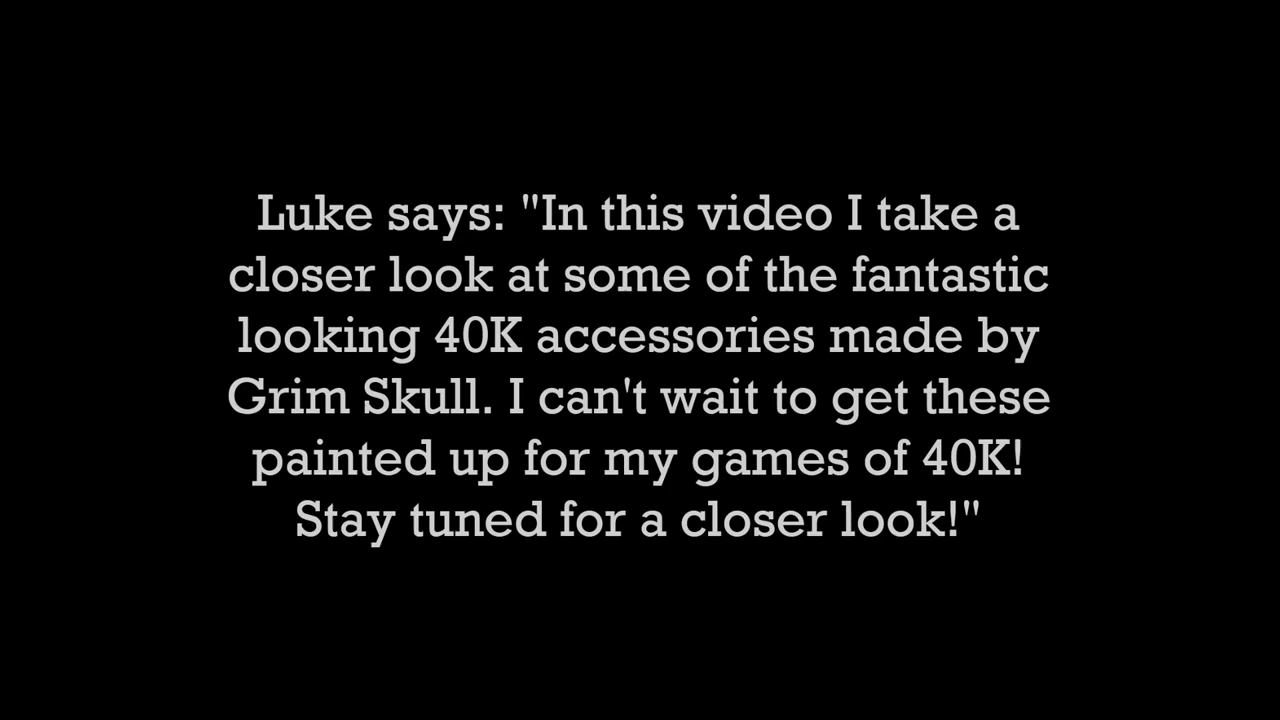 Luke says: "In this video I take a
closer look at some of the fantastic
looking 40K accessories made by
Grim Skull. I can't wait to get these
painted up for my games of 40K!
Stay tuned for a closer look!"